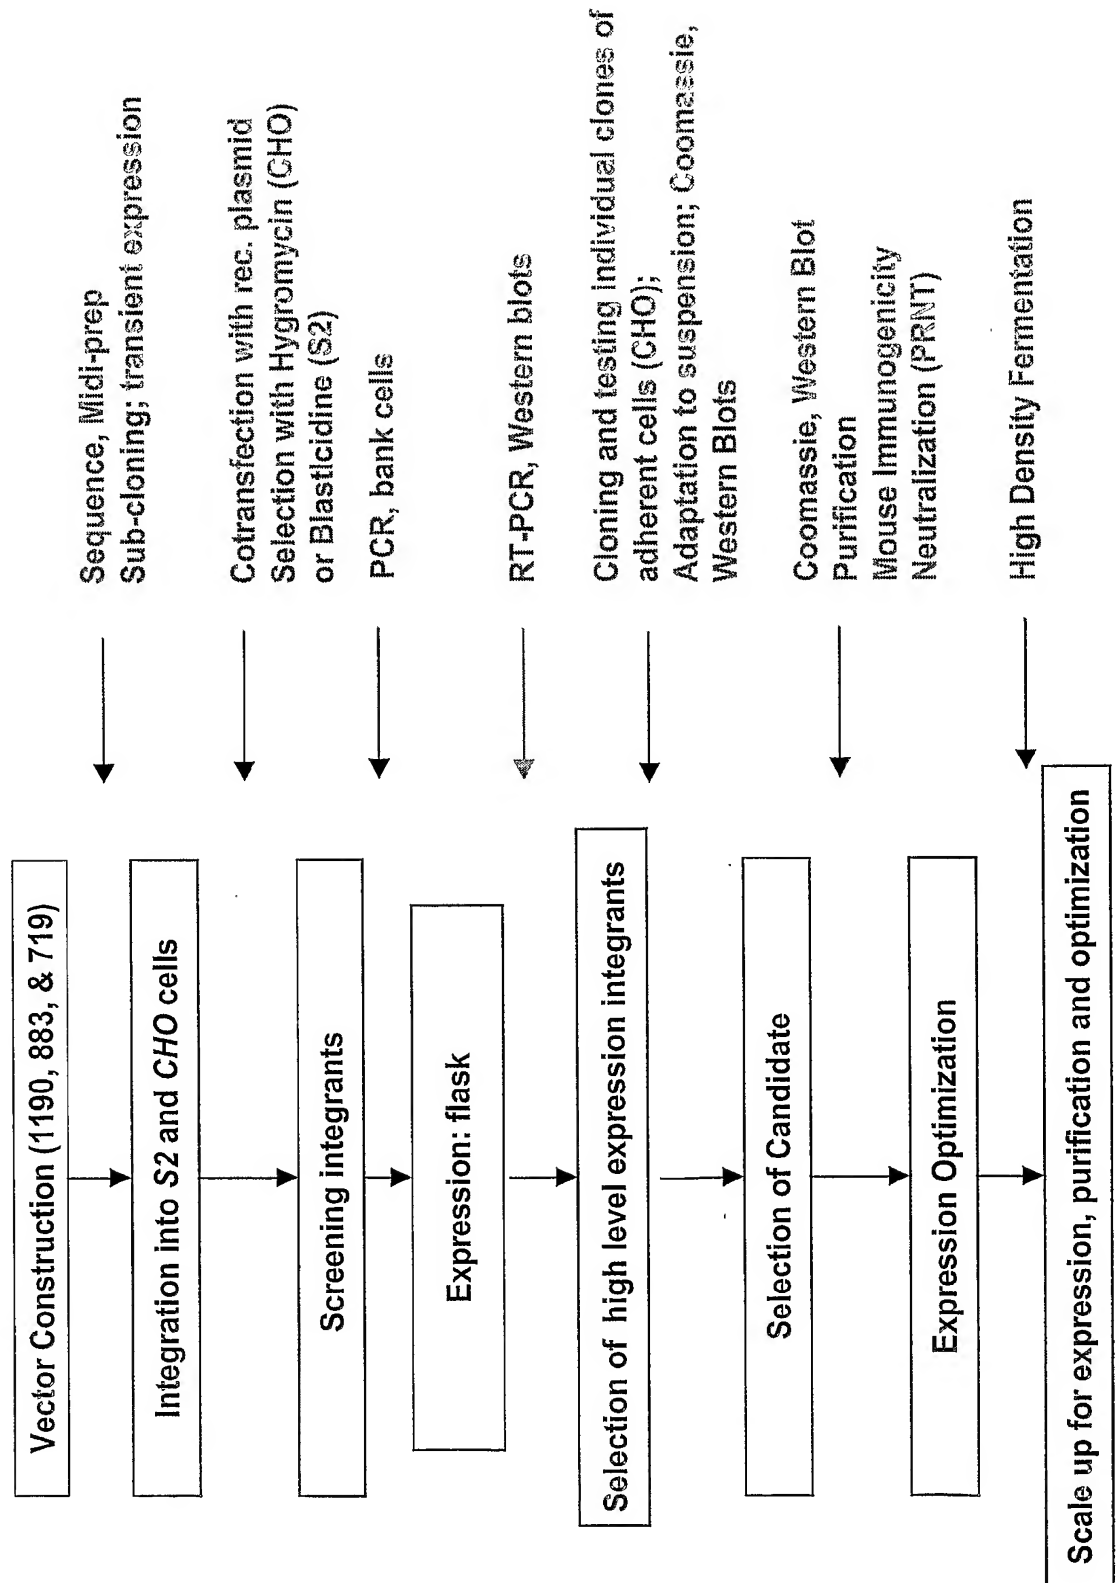 Vector Construction (1190, 883, & 719)
Sequence, Midi-prep
Sub-cloning; transient expression
Integration into S2 and CHO cells
Cotransfection with rec. plasmid
Selection with Hygromycin (CHO)
or Blasticidine (S2)
Screening integrants
PCR, bank cells
Expression: flask
RT-PCR, Western blots
Selection of high level expression integrants
Cloning and testing individual clones of
adherent cells (CHO);
Adaptation to suspension; Coomassie,
Western Blots
Selection of Candidate
Coomassie, Western Blot
Purification
Mouse Immunogenicity
Neutralization (PRNT)
Expression Optimization
High Density Fermentation
Scale up for expression, purification and optimization